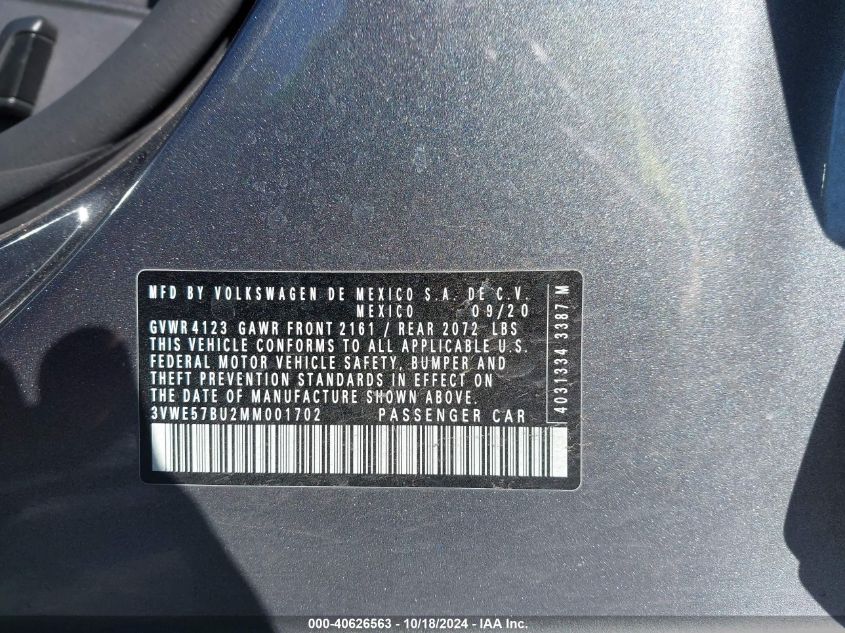 MFD BY VOLKSWAGEN DE MEXICO S.A. DE C.V.
MEXICO 09/20
GVWR 4123 GAWR FRONT 2161 / REAR 2072 LBS
THIS VEHICLE CONFORMS TO ALL APPLICABLE U.S.
FEDERAL MOTOR VEHICLE SAFETY, BUMPER AND
THEFT PREVENTION STANDARDS IN EFFECT ON
THE DATE OF MANUFACTURE SHOWN ABOVE.
3VWE57BU2MM001702 PASSENGER CAR
4031334 3387 M
000-40626563 - 10/18/2024 - IAA Inc.